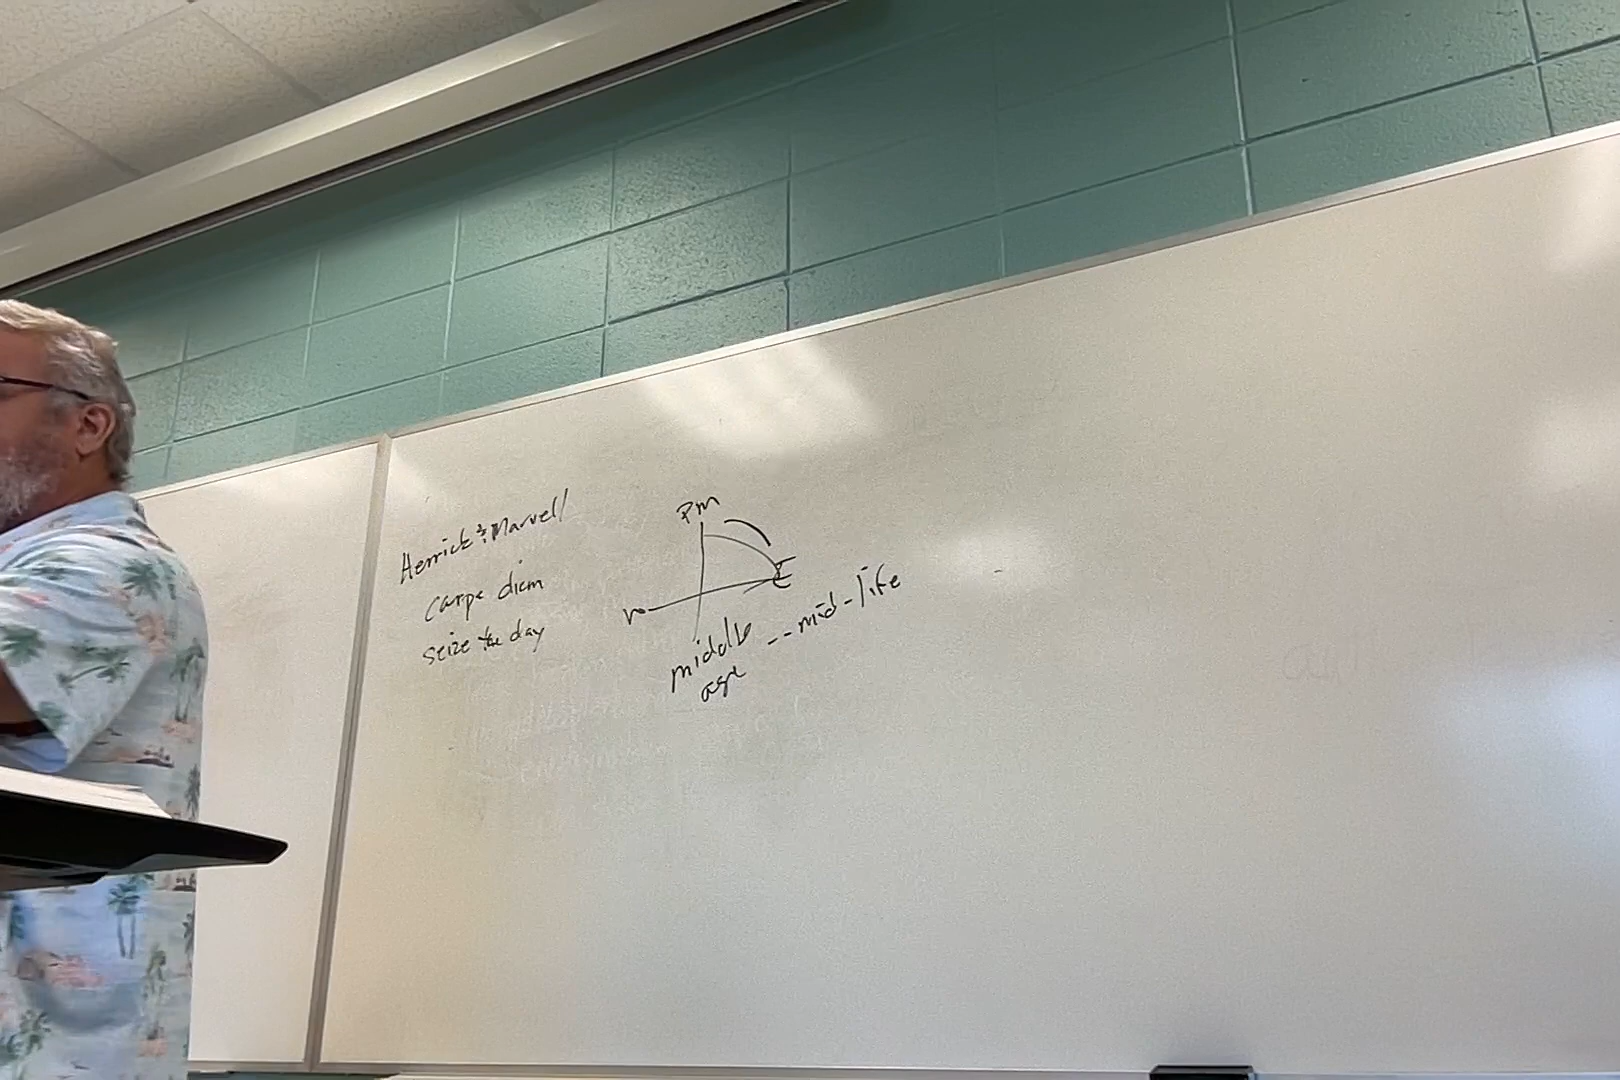 Herrick & Marvell
carpe diem
seize the day
Pm
E
middle -- mid-life
age